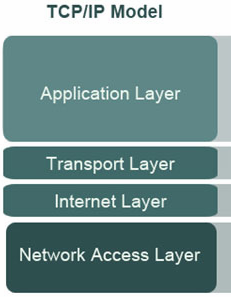 TCP/IP Model
Application Layer
Transport Layer
Internet Layer
Network Access Layer